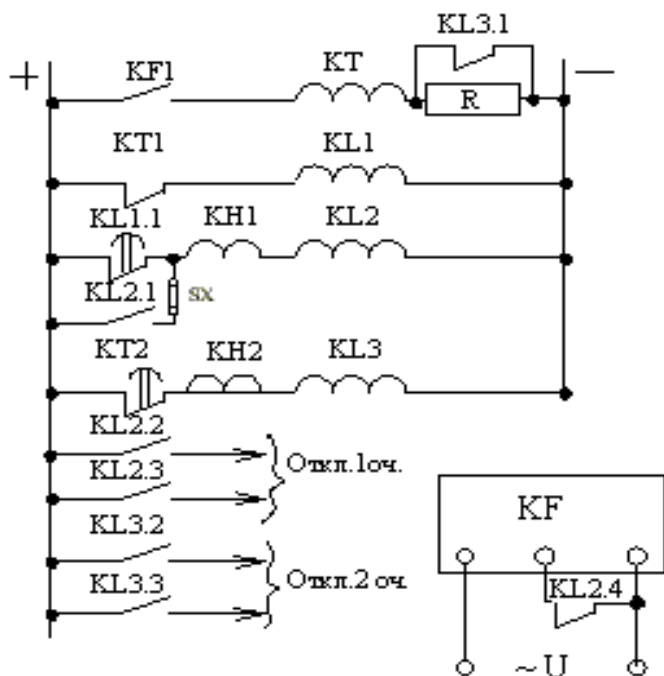 KL3.1
+ KF1 KT —
R
KT1 KL1
KL1.1 KH1 KL2
KL2.1 sx
KT2 KH2 KL3
KL2.2
Откл.1оч.
KL2.3
KL3.2
Откл.2 оч.
KL3.3
KF
KL2.4
~U